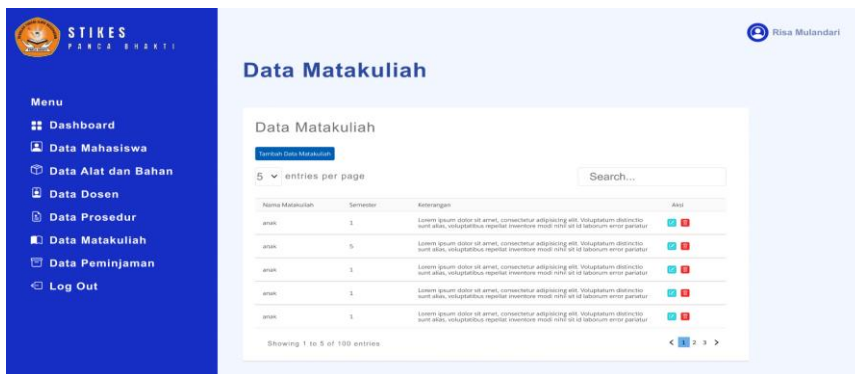 STIKES
PANCA BHAKTI
Risa Mulandari
Data Matakuliah
Menu
Dashboard
Data Mahasiswa
Data Alat dan Bahan
Data Dosen
Data Prosedur
Data Matakuliah
Data Peminjaman
Log Out
Data Matakuliah
Tambah Data Matakuliah
5 entries per page
Search...
Nama Matakuliah Semester Keterangan Aksi
anak 1 Lorem ipsum dolor sit amet, consectetur adipisicing elit. Voluptatum distinctio
sunt alias, voluptatibus repellat inventore modi nihil sit id laborum error pariatur
anak 5 Lorem ipsum dolor sit amet, consectetur adipisicing elit. Voluptatum distinctio
sunt alias, voluptatibus repellat inventore modi nihil sit id laborum error pariatur
anak 1 Lorem ipsum dolor sit amet, consectetur adipisicing elit. Voluptatum distinctio
sunt alias, voluptatibus repellat inventore modi nihil sit id laborum error pariatur
anak 1 Lorem ipsum dolor sit amet, consectetur adipisicing elit. Voluptatum distinctio
sunt alias, voluptatibus repellat inventore modi nihil sit id laborum error pariatur
anak 1 Lorem ipsum dolor sit amet, consectetur adipisicing elit. Voluptatum distinctio
sunt alias, voluptatibus repellat inventore modi nihil sit id laborum error pariatur
Showing 1 to 5 of 100 entries
< 1 2 3 >